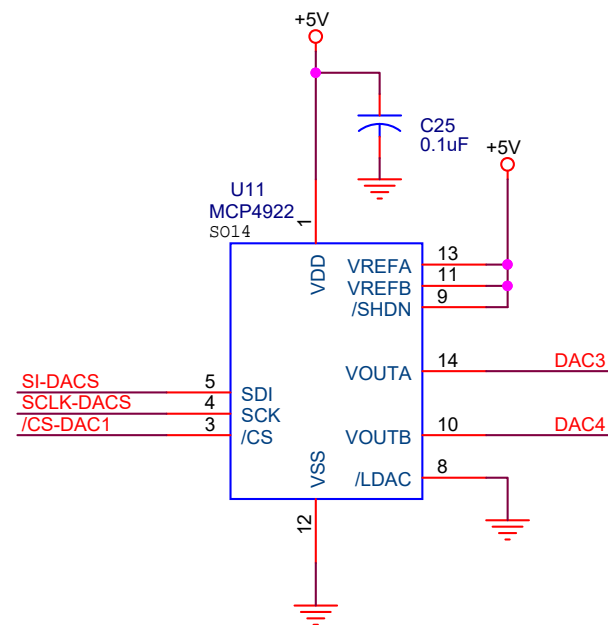 +5V
C25
0.1uF
+5V
U11
MCP4922
SO14
1
VDD
VREFA 13
VREFB 11
/SHDN 9
VOUTA 14 DAC3
SI-DACS 5 SDI
SCLK-DACS 4 SCK
/CS-DAC1 3 /CS
VOUTB 10 DAC4
VSS
/LDAC 8
12